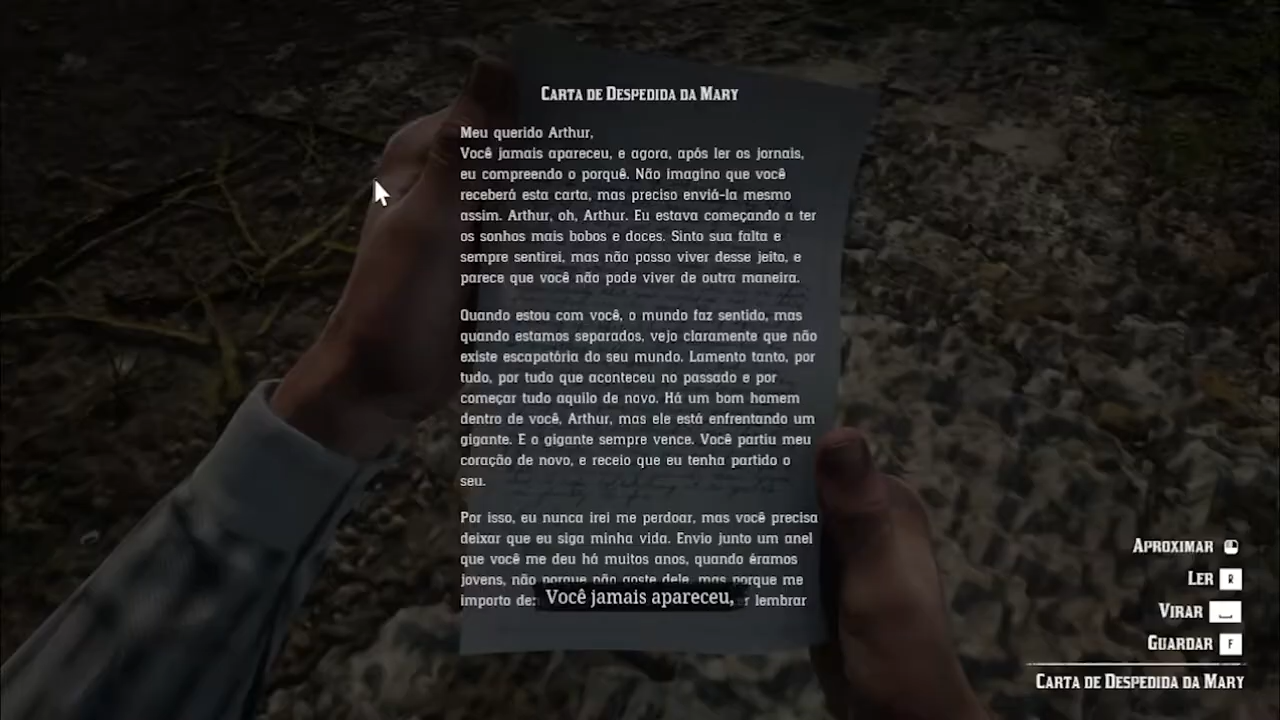 Carta de Despedida da Mary
Meu querido Arthur,
Você jamais apareceu, e agora, após ler os jornais,
eu compreendo o porquê. Não imagino que você
receberá esta carta, mas preciso enviá-la mesmo
assim. Arthur, oh, Arthur. Eu estava começando a ter
os sonhos mais bobos e doces. Sinto sua falta e
sempre sentirei, mas não posso viver desse jeito, e
parece que você não pode viver de outra maneira.
Quando estou com você, o mundo faz sentido, mas
quando estamos separados, vejo claramente que não
existe escapatória do seu mundo. Lamento tanto, por
tudo, por tudo que aconteceu no passado e por
começar tudo aquilo de novo. Há um bom homem
dentro de você, Arthur, mas ele está enfrentando um
gigante. E o gigante sempre vence. Você partiu meu
coração de novo, e receio que eu tenha partido o
seu.
Por isso, eu nunca irei me perdoar, mas você precisa
deixar que eu siga minha vida. Envio junto um anel
que você me deu há muitos anos, quando éramos
jovens, não porque não goste dele, mas porque me
importo lembrar
Você jamais apareceu,
Aproximar
Ler R
Virar
Guardar F
Carta de Despedida da Mary